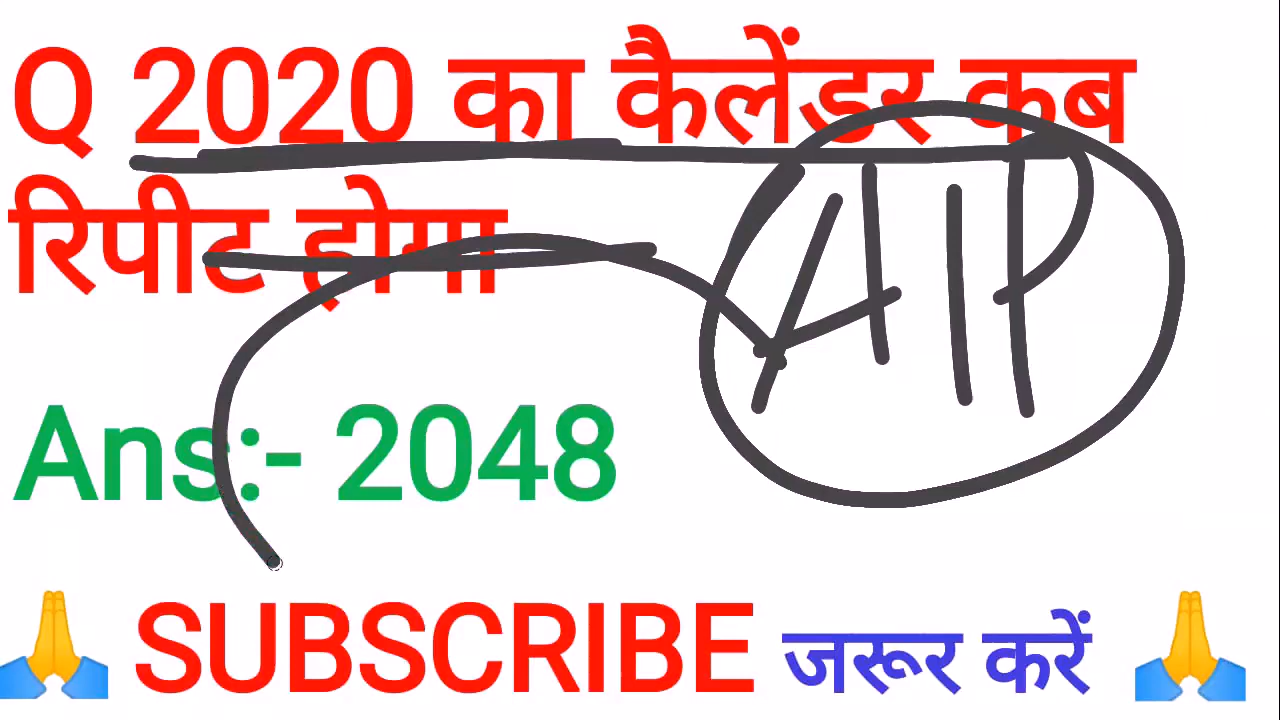 Q 2020 का कैलेंडर कब
रिपीट होगा
AIP
Ans:- 2048
🙏 SUBSCRIBE जरूर करें 🙏